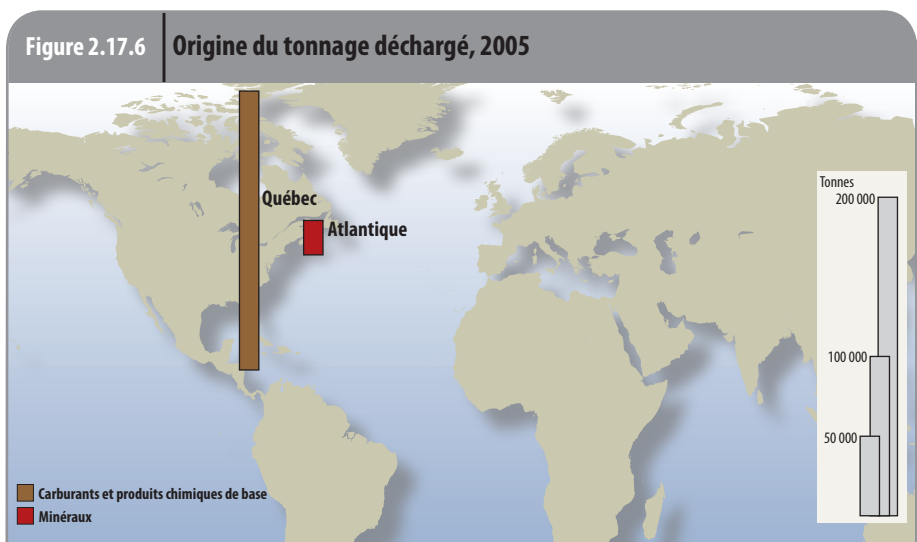 Figure 2.17.6
Origine du tonnage déchargé, 2005
Québec
Atlantique
Tonnes
200 000
100 000
50 000
Carburants et produits chimiques de base
Minéraux